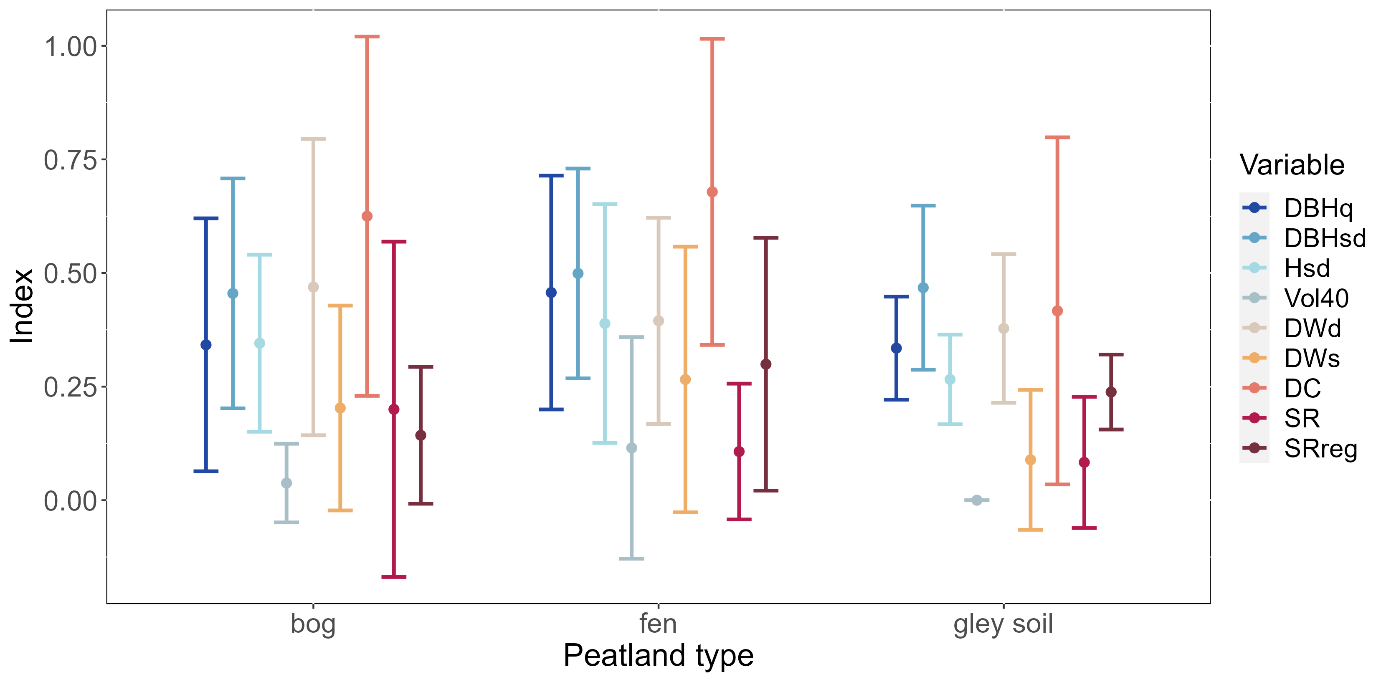 Index
1.00
0.75
0.50
0.25
0.00
bog fen gley soil
Peatland type
Variable
DBHq
DBHsd
Hsd
Vol40
DWd
DWs
DC
SR
SRreg